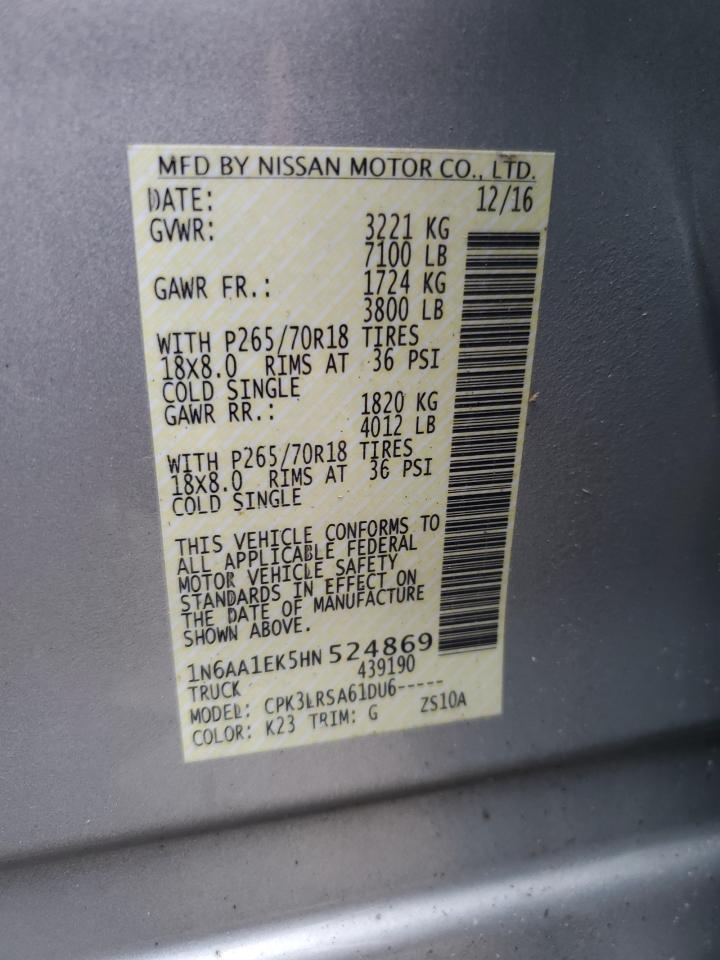 MFD BY NISSAN MOTOR CO., LTD.
DATE: 12/16
GVWR: 3221 KG
7100 LB
GAWR FR.: 1724 KG
3800 LB
WITH P265/70R18 TIRES
18X8.0 RIMS AT 36 PSI
COLD SINGLE
GAWR RR.: 1820 KG
4012 LB
WITH P265/70R18 TIRES
18X8.0 RIMS AT 36 PSI
COLD SINGLE
THIS VEHICLE CONFORMS TO
ALL APPLICABLE FEDERAL
MOTOR VEHICLE SAFETY
STANDARDS IN EFFECT ON
THE DATE OF MANUFACTURE
SHOWN ABOVE.
1N6AA1EK5HN524869
TRUCK 439190
MODEL: CPK3LRSA61DU6-----
COLOR: K23 TRIM: G ZS10A